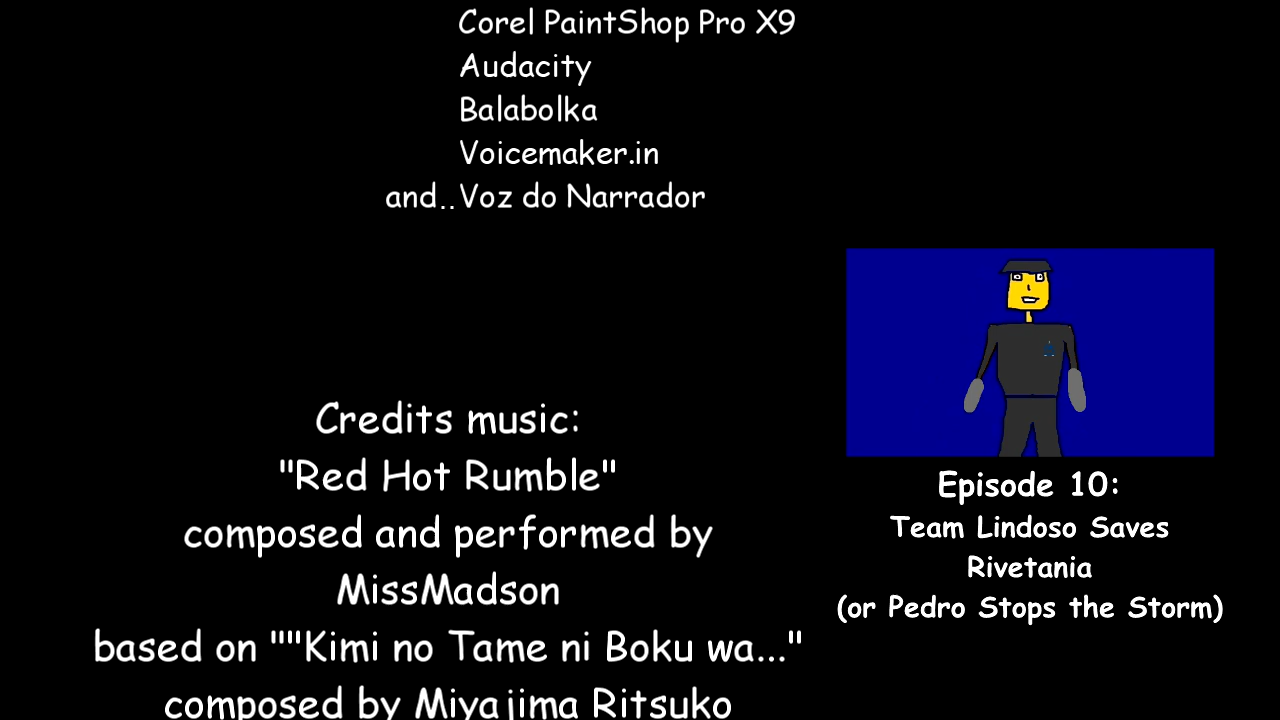 Corel PaintShop Pro X9
Audacity
Balabolka
Voicemaker.in
and..Voz do Narrador
Credits music:
"Red Hot Rumble"
composed and performed by
MissMadson
based on ""Kimi no Tame ni Boku wa..."
composed by Miyajima Ritsuko
Episode 10:
Team Lindoso Saves
Rivetania
(or Pedro Stops the Storm)